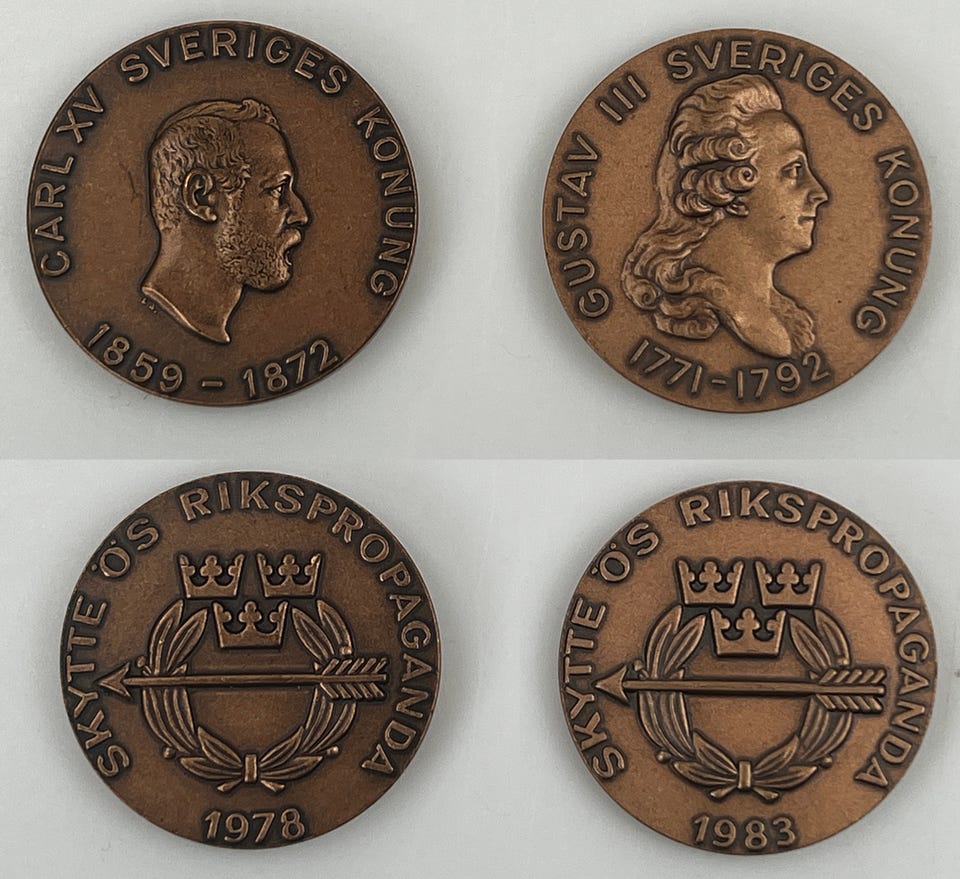 CARL XV SVERIGES KONUNG
1859 – 1872
GUSTAV III SVERIGES KONUNG
1771-1792
SKYTTE ÖS RIKSPROPAGANDA
1978
SKYTTE ÖS RIKSPROPAGANDA
1983